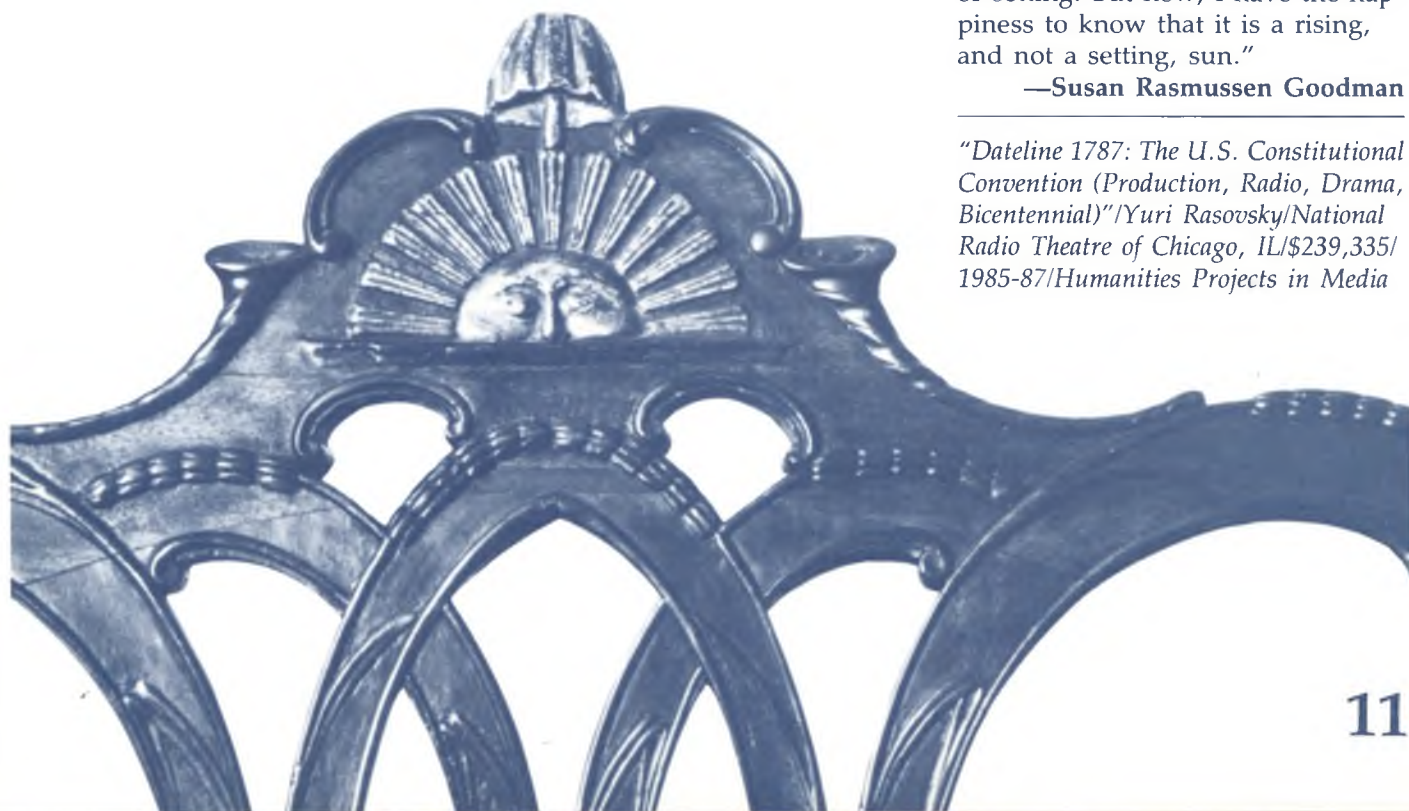 piness to know that it is a rising,
and not a setting, sun."
—Susan Rasmussen Goodman
"Dateline 1787: The U.S. Constitutional
Convention (Production, Radio, Drama,
Bicentennial)"/Yuri Rasovsky/National
Radio Theatre of Chicago, IL/$239,335/
1985-87/Humanities Projects in Media
11